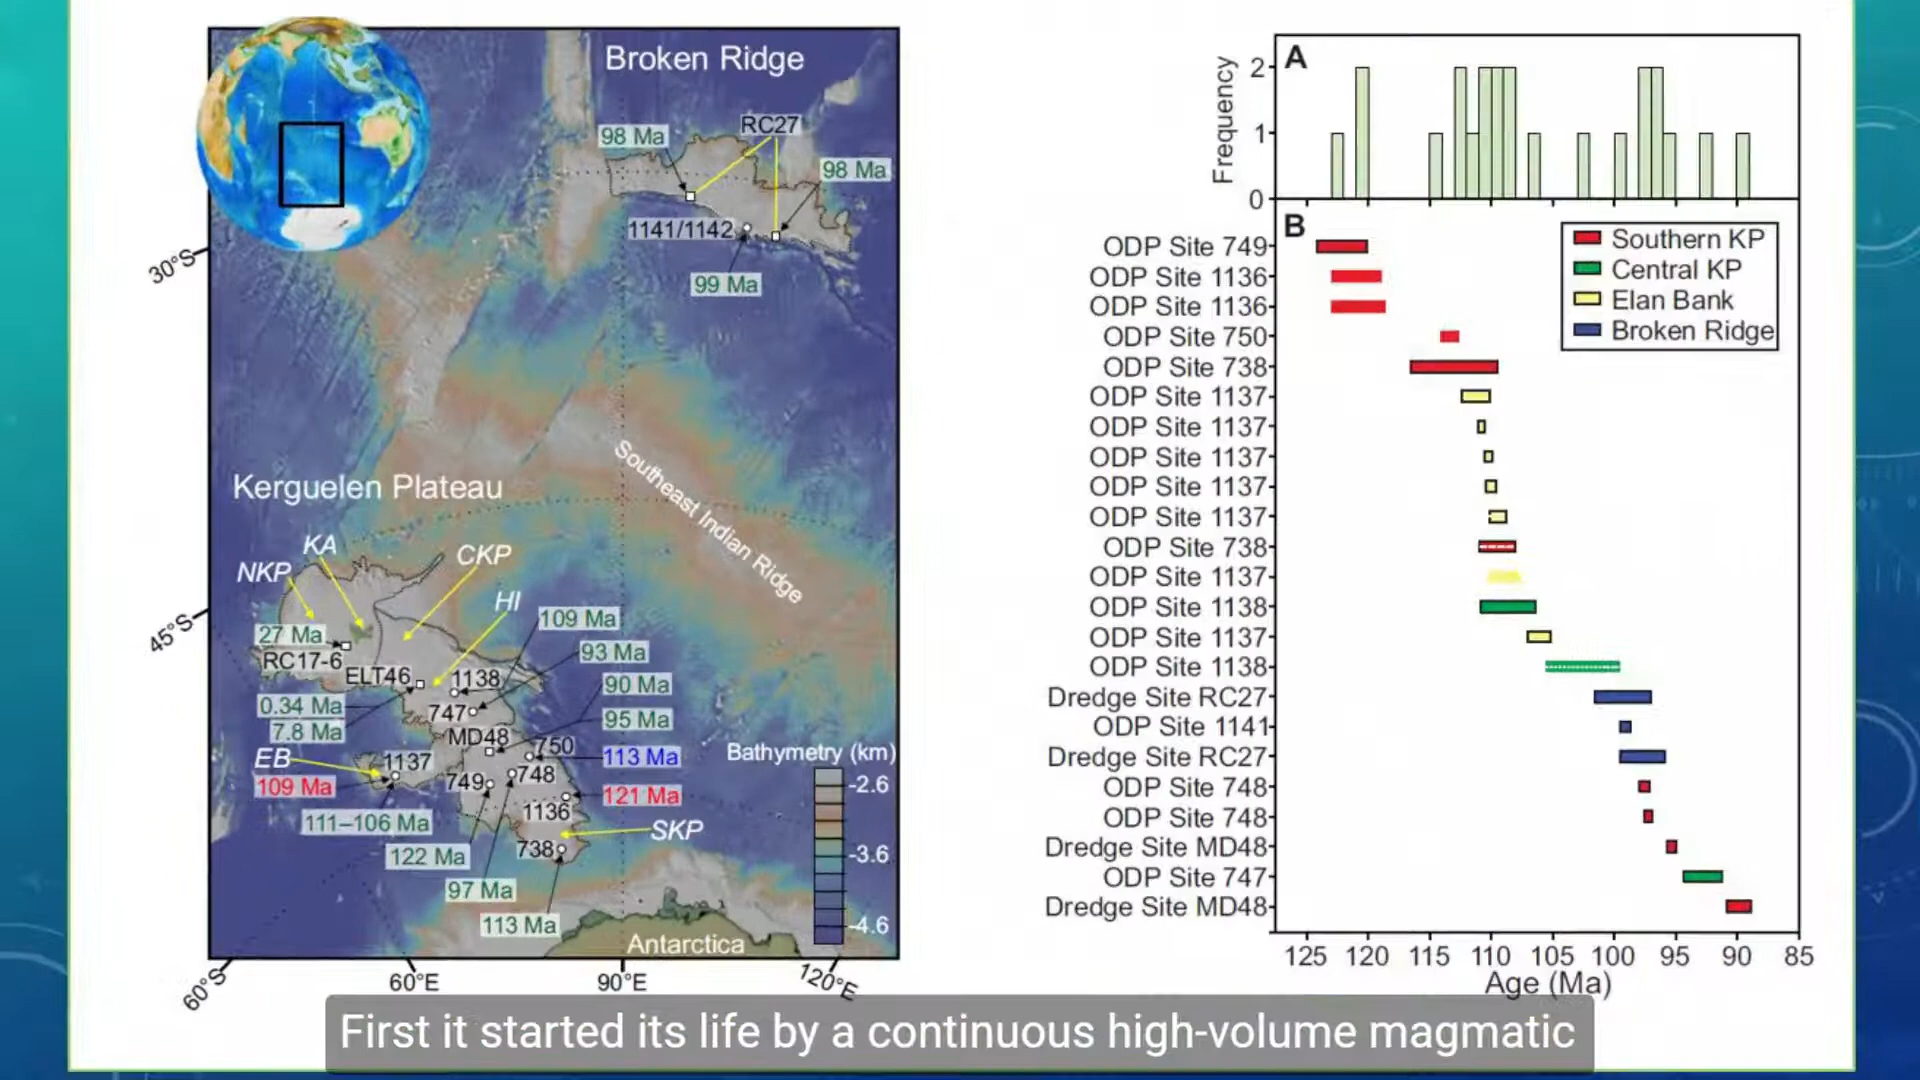 Broken Ridge
98 Ma
RC27
98 Ma
1141/1142
99 Ma
30°S
Southeast Indian Ridge
Kerguelen Plateau
KA
CKP
NKP
HI
109 Ma
45°S
27 Ma
93 Ma
RC17-6
ELT46
1138
90 Ma
0.34 Ma
747
95 Ma
7.8 Ma
MD48
750
EB
1137
113 Ma
Bathymetry (km)
109 Ma
749
748
-2.6
121 Ma
111–106 Ma
1136
SKP
122 Ma
738
-3.6
97 Ma
113 Ma
-4.6
Antarctica
60°S
60°E
90°E
120°E
A
Frequency
2
1
0
B
Southern KP
Central KP
Elan Bank
Broken Ridge
ODP Site 749
ODP Site 1136
ODP Site 1136
ODP Site 750
ODP Site 738
ODP Site 1137
ODP Site 1137
ODP Site 1137
ODP Site 1137
ODP Site 1137
ODP Site 738
ODP Site 1137
ODP Site 1138
ODP Site 1137
ODP Site 1138
Dredge Site RC27
ODP Site 1141
Dredge Site RC27
ODP Site 748
ODP Site 748
Dredge Site MD48
ODP Site 747
Dredge Site MD48
125 120 115 110 105 100 95 90 85
Age (Ma)
First it started its life by a continuous high-volume magmatic